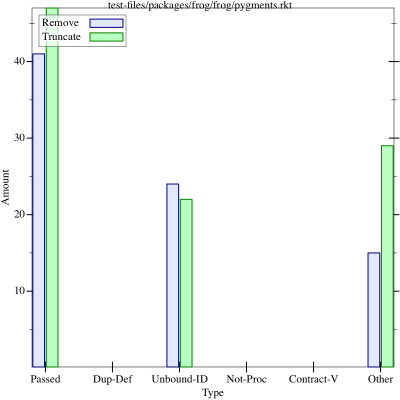 test-files/packages/frog/frog/pygments.rkt
Remove
Truncate
40
30
20
10
Amount
Passed Dup-Def Unbound-ID Not-Proc Contract-V Other
Type